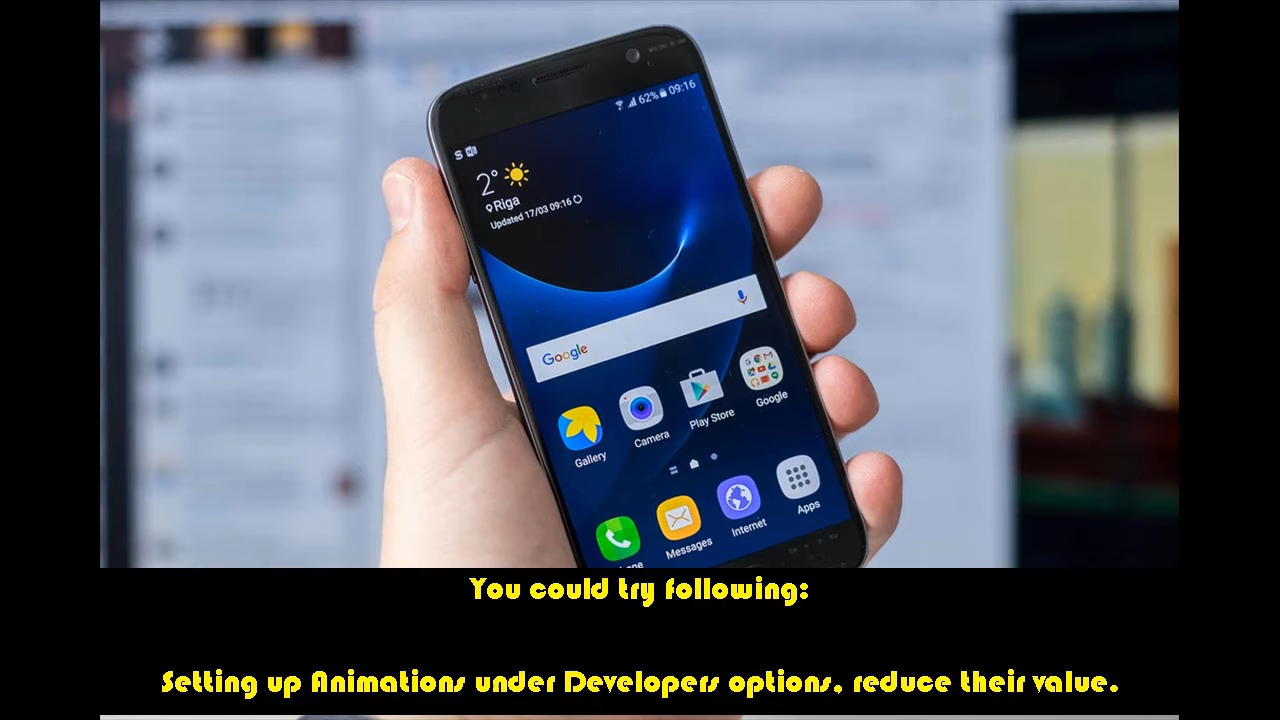 62% 09:16
S
2°
Riga
Updated 17/03 09:16
Google
Gallery
Camera
Play Store
Google
Messages
Internet
Apps
You could try following:
Setting up Animations under Developers options, reduce their value.